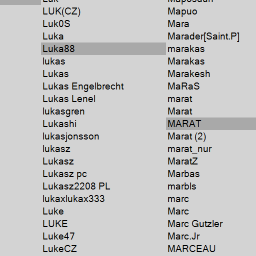 LUK(CZ)
Luk0S
Luka
Luka88
lukas
Lukas
Lukas Engelbrecht
Lukas Lenel
lukasgren
Lukashi
lukasjonsson
lukasz
Lukasz
Lukasz pc
Lukasz2208 PL
lukaxlukax333
Luke
LUKE
Luke47
LukeCZ
Mapuo
Mara
Marader[Saint.P]
marakas
Marakas
Marakesh
MaRaS
marat
Marat
MARAT
Marat (2)
marat_nur
MaratZ
Marbas
marbls
marc
Marc
Marc Gutzler
Marc.Jr
MARCEAU